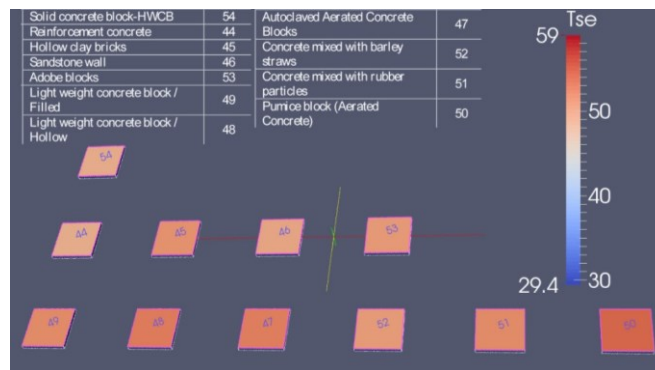 Solid concrete block-HWCB 54
Reinforcement concrete 44
Hollow clay bricks 45
Sandstone wall 46
Adobe blocks 53
Light weight concrete block /
Filled 49
Light weight concrete block /
Hollow 48
Autoclaved Aerated Concrete
Blocks 47
Concrete mixed with barley
straws 52
Concrete mixed with rubber
particles 51
Pumice block (Aerated
Concrete) 50
Tse
59
50
40
30
29.4
54
44 45 46 53
49 48 47 52 51 50